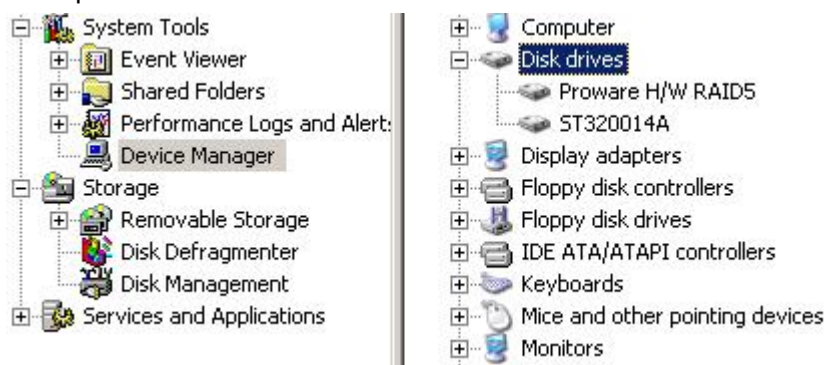 System Tools
Event Viewer
Shared Folders
Performance Logs and Alert
Device Manager
Storage
Removable Storage
Disk Defragmenter
Disk Management
Services and Applications
Computer
Disk drives
Proware H/W RAID5
ST320014A
Display adapters
Floppy disk controllers
Floppy disk drives
IDE ATA/ATAPI controllers
Keyboards
Mice and other pointing devices
Monitors